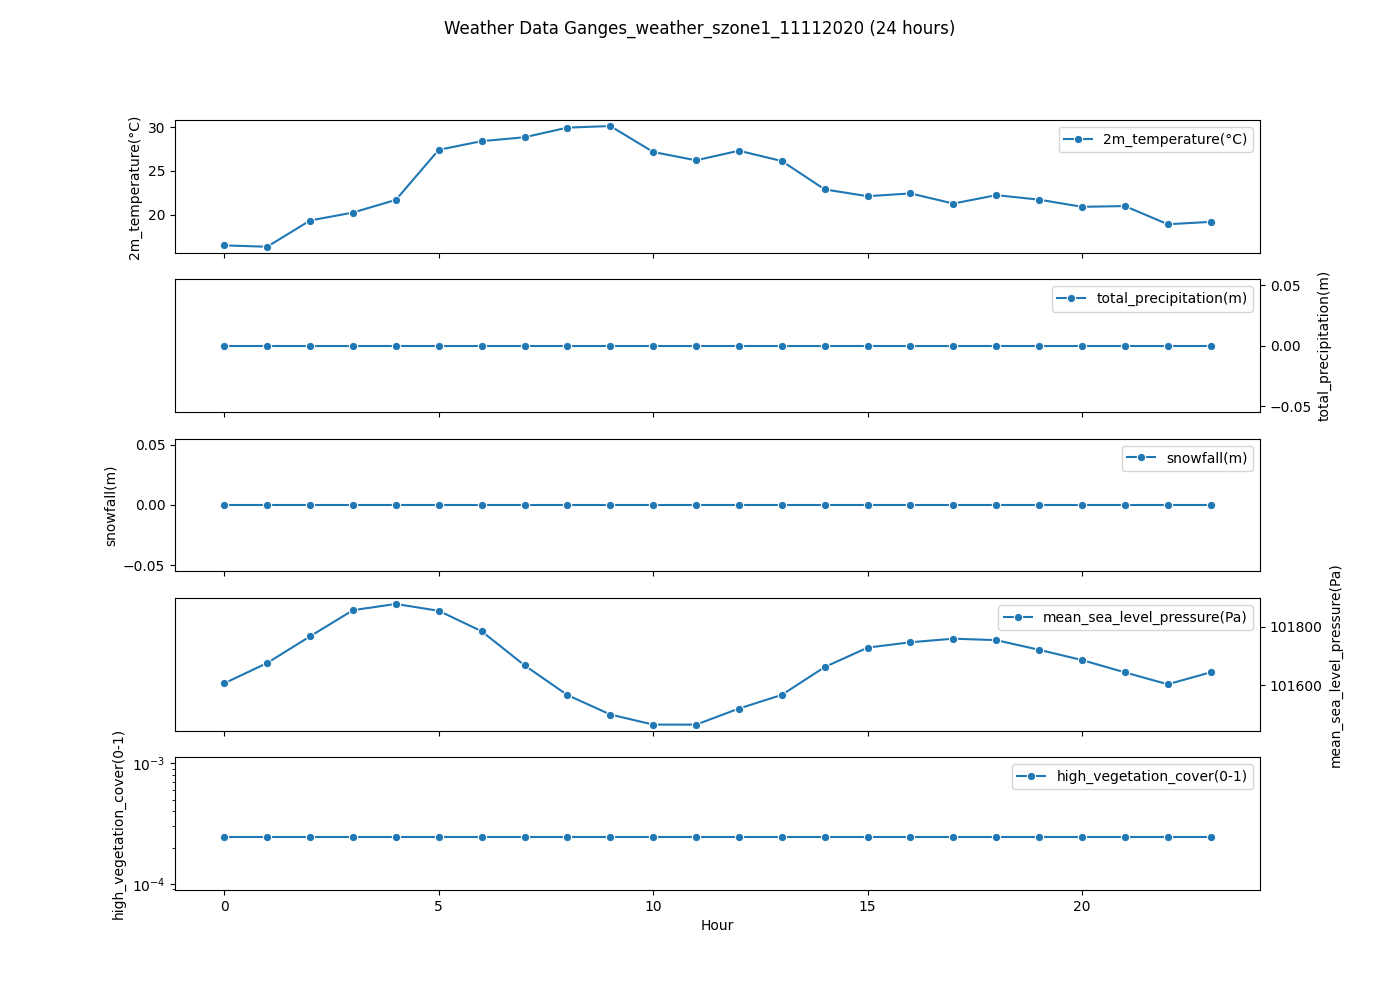 Weather Data Ganges_weather_szone1_11112020 (24 hours)
2m_temperature(°C)
30
25
20
2m_temperature(°C)
total_precipitation(m)
0.05
0.00
−0.05
total_precipitation(m)
snowfall(m)
0.05
0.00
−0.05
snowfall(m)
mean_sea_level_pressure(Pa)
101800
101600
mean_sea_level_pressure(Pa)
high_vegetation_cover(0-1)
10⁻³
10⁻⁴
high_vegetation_cover(0-1)
0 5 10 15 20
Hour